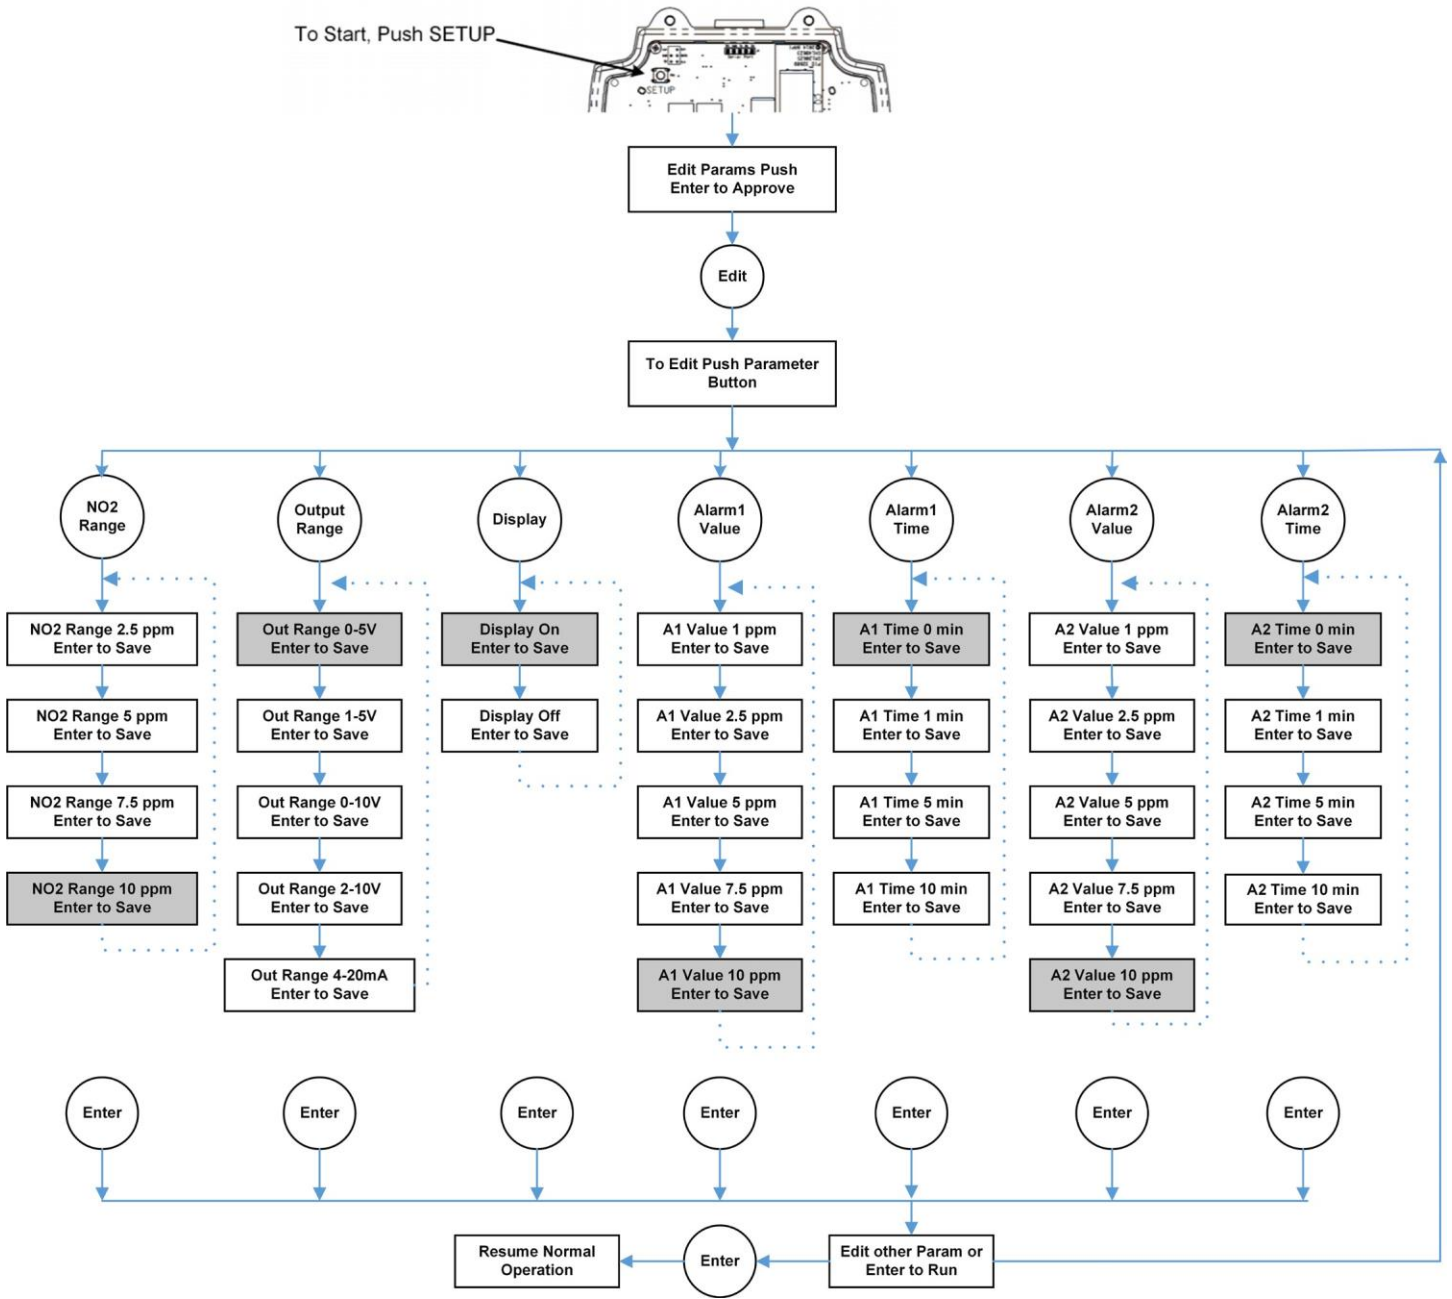 To Start, Push SETUP
SETUP
Edit Params Push
Enter to Approve
Edit
To Edit Push Parameter
Button
NO2
Range
Output
Range
Display
Alarm1
Value
Alarm1
Time
Alarm2
Value
Alarm2
Time
NO2 Range 2.5 ppm
Enter to Save
NO2 Range 5 ppm
Enter to Save
NO2 Range 7.5 ppm
Enter to Save
NO2 Range 10 ppm
Enter to Save
Out Range 0-5V
Enter to Save
Out Range 1-5V
Enter to Save
Out Range 0-10V
Enter to Save
Out Range 2-10V
Enter to Save
Out Range 4-20mA
Enter to Save
Display On
Enter to Save
Display Off
Enter to Save
A1 Value 1 ppm
Enter to Save
A1 Value 2.5 ppm
Enter to Save
A1 Value 5 ppm
Enter to Save
A1 Value 7.5 ppm
Enter to Save
A1 Value 10 ppm
Enter to Save
A1 Time 0 min
Enter to Save
A1 Time 1 min
Enter to Save
A1 Time 5 min
Enter to Save
A1 Time 10 min
Enter to Save
A2 Value 1 ppm
Enter to Save
A2 Value 2.5 ppm
Enter to Save
A2 Value 5 ppm
Enter to Save
A2 Value 7.5 ppm
Enter to Save
A2 Value 10 ppm
Enter to Save
A2 Time 0 min
Enter to Save
A2 Time 1 min
Enter to Save
A2 Time 5 min
Enter to Save
A2 Time 10 min
Enter to Save
Enter
Enter
Enter
Enter
Enter
Enter
Enter
Resume Normal
Operation
Enter
Edit other Param or
Enter to Run